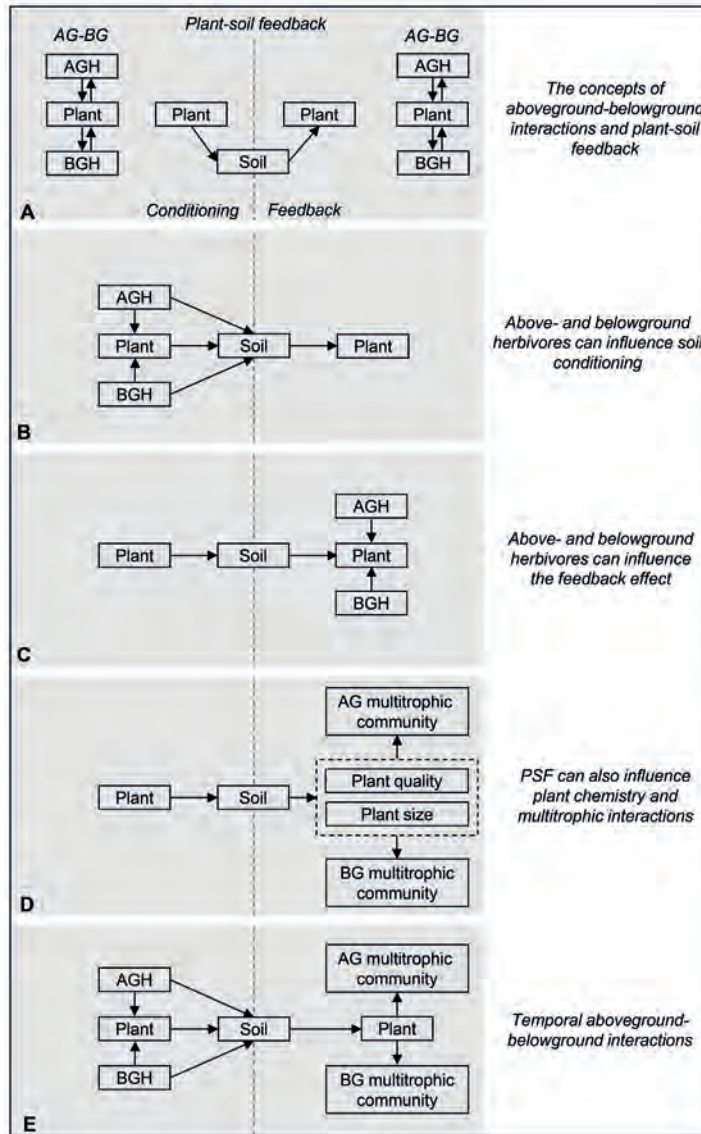 Plant-soil feedback
AG-BG
AG-BG
AGH
Plant
BGH
Plant
Soil
Plant
AGH
Plant
BGH
Conditioning
Feedback
A
The concepts of
aboveground-belowground
interactions and plant-soil
feedback
AGH
Plant
BGH
Soil
Plant
B
Above- and belowground
herbivores can influence soil
conditioning
Plant
Soil
AGH
Plant
BGH
C
Above- and belowground
herbivores can influence
the feedback effect
Plant
Soil
AG multitrophic
community
Plant quality
Plant size
BG multitrophic
community
D
PSF can also influence
plant chemistry and
multitrophic interactions
AGH
Plant
BGH
Soil
AG multitrophic
community
Plant
BG multitrophic
community
E
Temporal aboveground-
belowground interactions